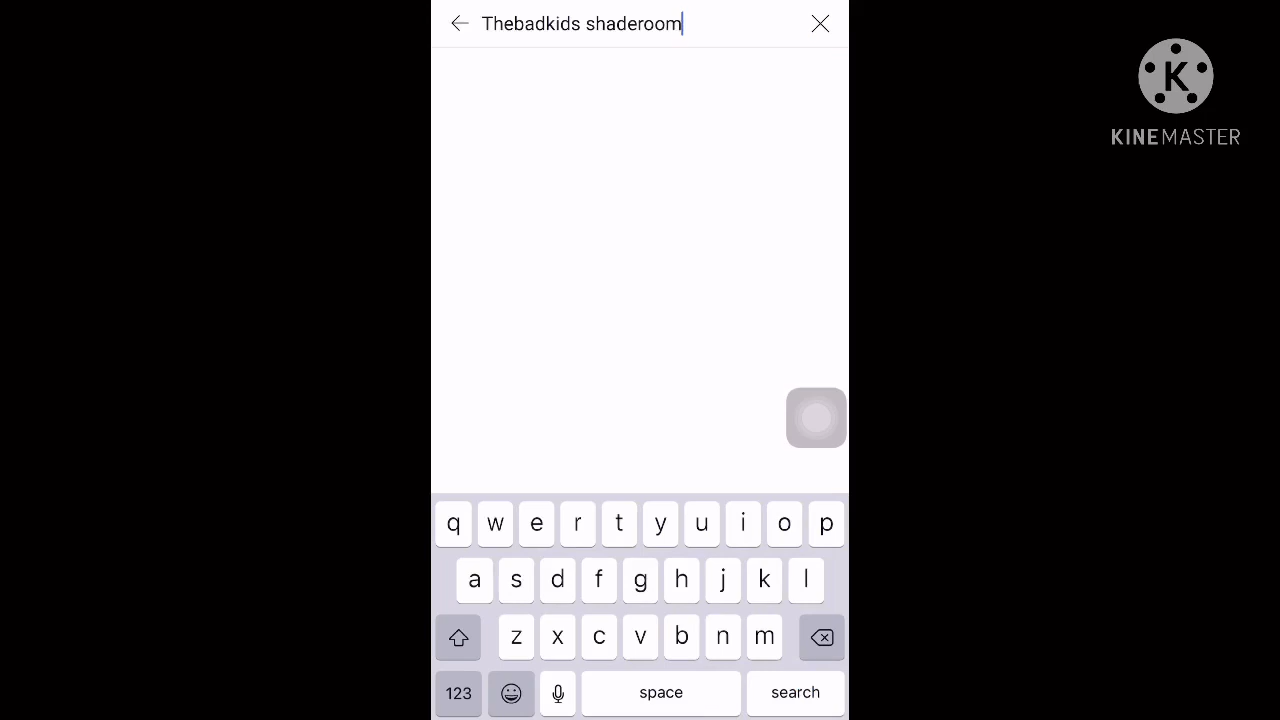 Thebadkids shaderoom
K
KINEMASTER
q w e r t y u i o p
a s d f g h j k l
z x c v b n m
123 space search